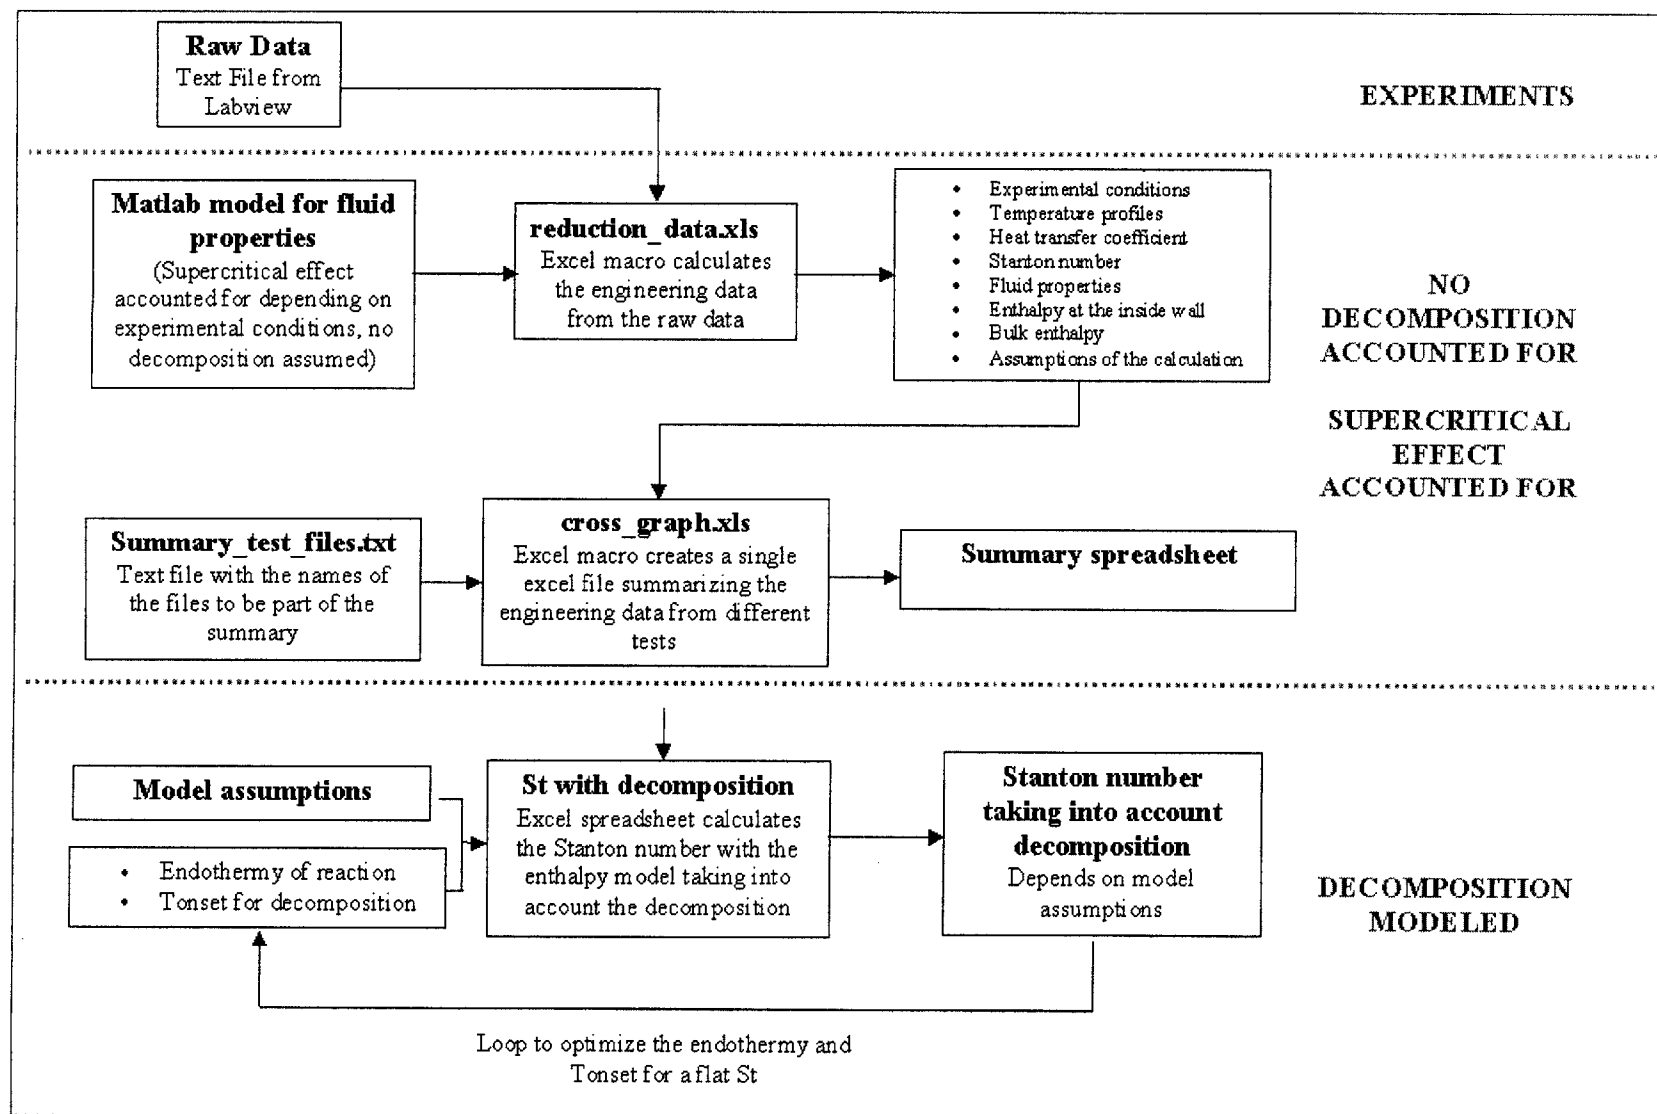 Raw Data
Text File from
Labview
EXPERIMENTS
Matlab model for fluid
properties
(Supercritical effect
accounted for depending on
experimental conditions, no
decomposition assumed)
reduction_data.xls
Excel macro calculates
the engineering data
from the raw data
• Experimental conditions
• Temperature profiles
• Heat transfer coefficient
• Stanton number
• Fluid properties
• Enthalpy at the inside wall
• Bulk enthalpy
• Assumptions of the calculation
NO
DECOMPOSITION
ACCOUNTED FOR
SUPERCRITICAL
EFFECT
ACCOUNTED FOR
Summary_test_files.txt
Text file with the names of
the files to be part of the
summary
cross_graph.xls
Excel macro creates a single
excel file summarizing the
engineering data from different
tests
Summary spreadsheet
Model assumptions
• Endothermy of reaction
• Tonset for decomposition
St with decomposition
Excel spreadsheet calculates
the Stanton number with the
enthalpy model taking into
account the decomposition
Stanton number
taking into account
decomposition
Depends on model
assumptions
DECOMPOSITION
MODELED
Loop to optimize the endothermy and
Tonset for a flat St